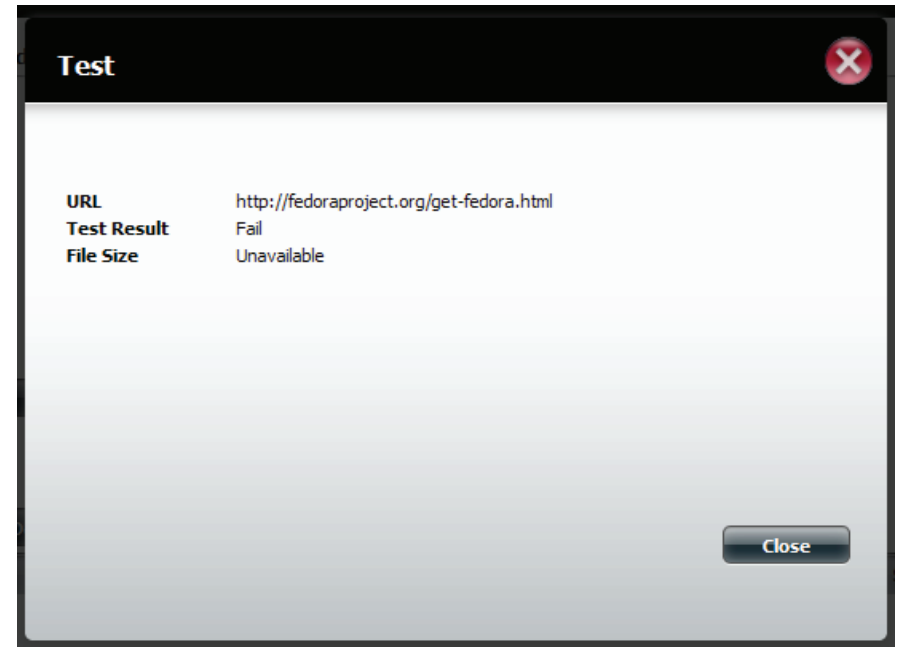 Test
URL http://fedoraproject.org/get-fedora.html
Test Result Fail
File Size Unavailable
Close